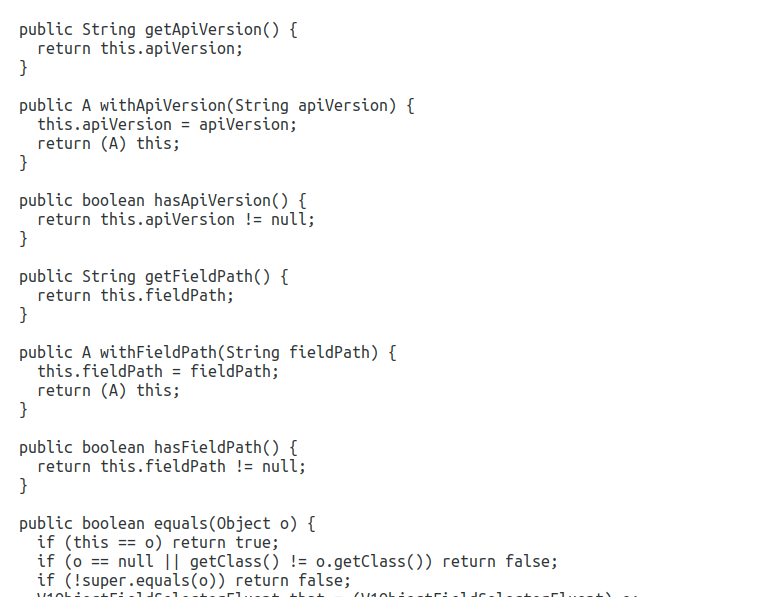 public String getApiVersion() {
  return this.apiVersion;
}

public A withApiVersion(String apiVersion) {
  this.apiVersion = apiVersion;
  return (A) this;
}

public boolean hasApiVersion() {
  return this.apiVersion != null;
}

public String getFieldPath() {
  return this.fieldPath;
}

public A withFieldPath(String fieldPath) {
  this.fieldPath = fieldPath;
  return (A) this;
}

public boolean hasFieldPath() {
  return this.fieldPath != null;
}

public boolean equals(Object o) {
  if (this == o) return true;
  if (o == null || getClass() != o.getClass()) return false;
  if (!super.equals(o)) return false;